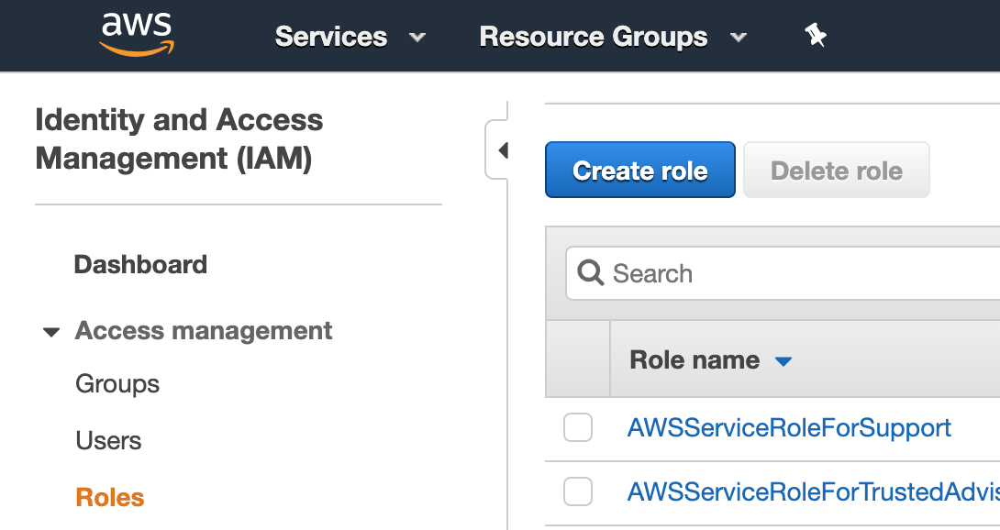 aws
Services
Resource Groups
Identity and Access
Management (IAM)
Dashboard
Access management
Groups
Users
Roles
Create role
Delete role
Search
Role name
AWSServiceRoleForSupport
AWSServiceRoleForTrustedAdvis